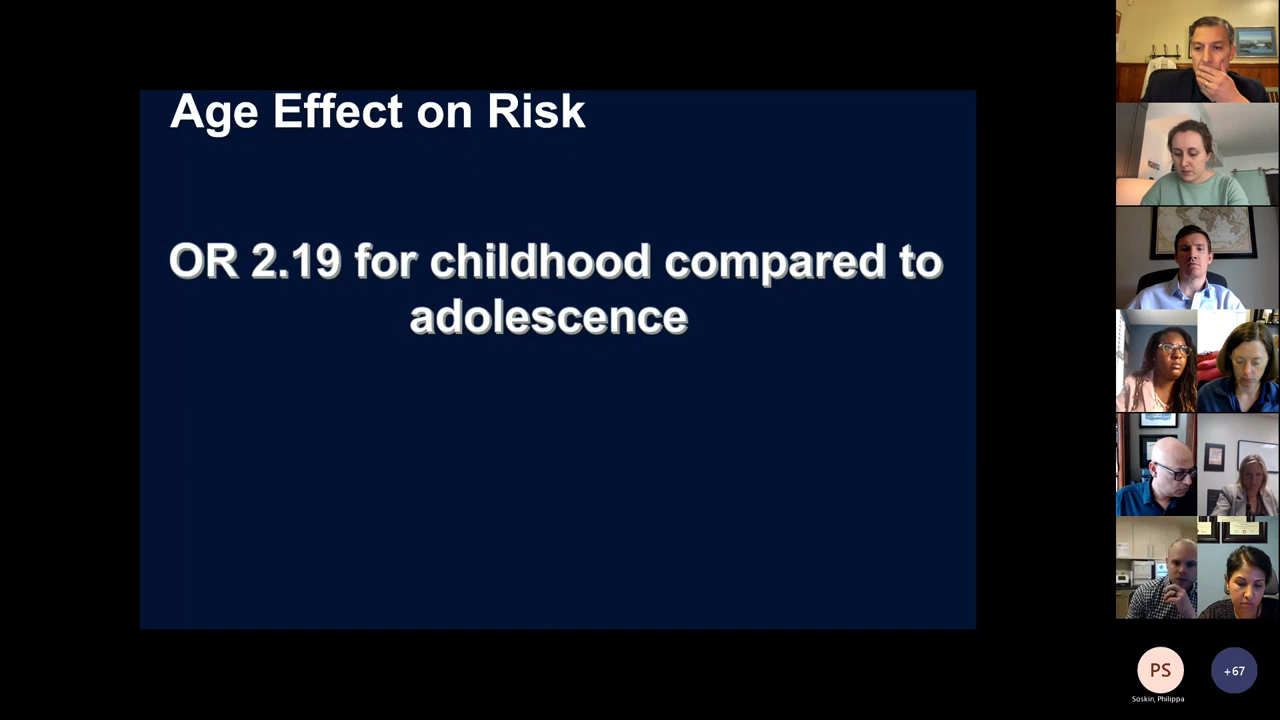 Age Effect on Risk
OR 2.19 for childhood compared to
adolescence
PS
+67
Soskin, Philippa